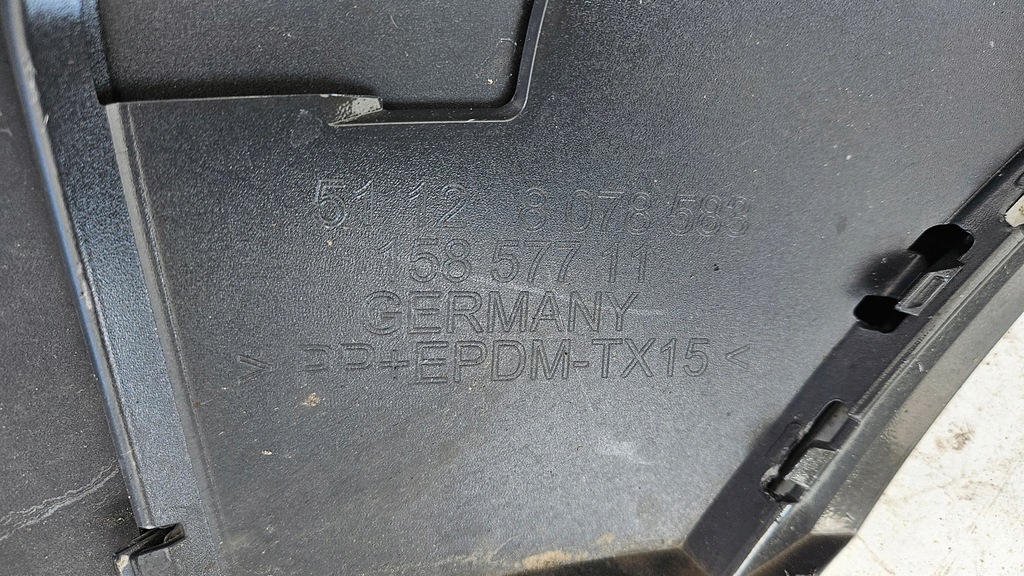 51 12 8 078 583
158 577 11
GERMANY
> PP+EPDM-TX15 <